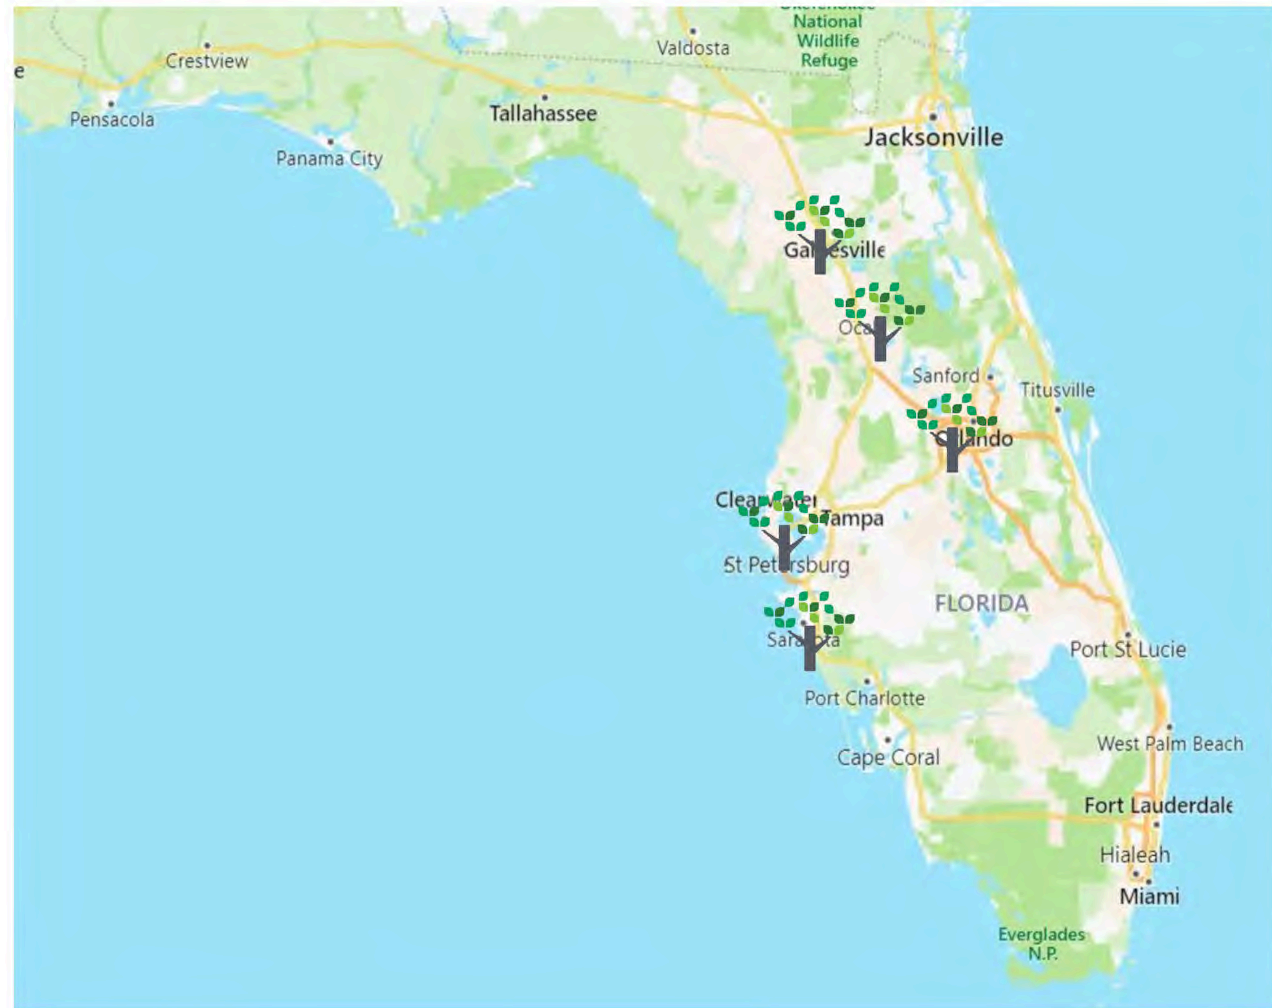 National
Wildlife
Refuge
Valdosta
Crestview
e
Pensacola
Tallahassee
Panama City
Jacksonville
Sanford
Titusville
Tampa
St Petersburg
FLORIDA
Port St Lucie
Port Charlotte
West Palm Beach
Cape Coral
Fort Lauderdale
Hialeah
Miami
Everglades
N.P.